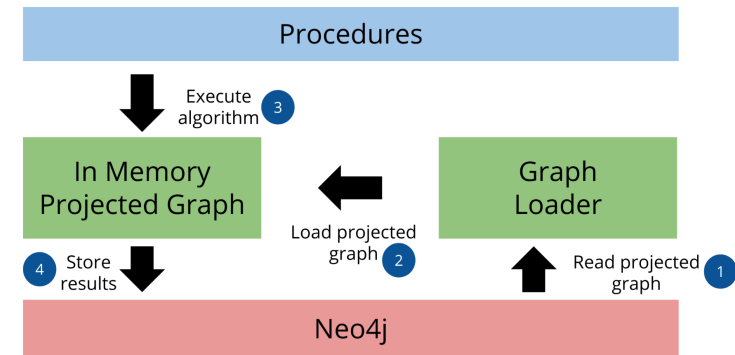 Procedures
Execute
algorithm
3
In Memory
Projected Graph
Graph
Loader
Load projected
graph
2
4
Store
results
Read projected
graph
1
Neo4j